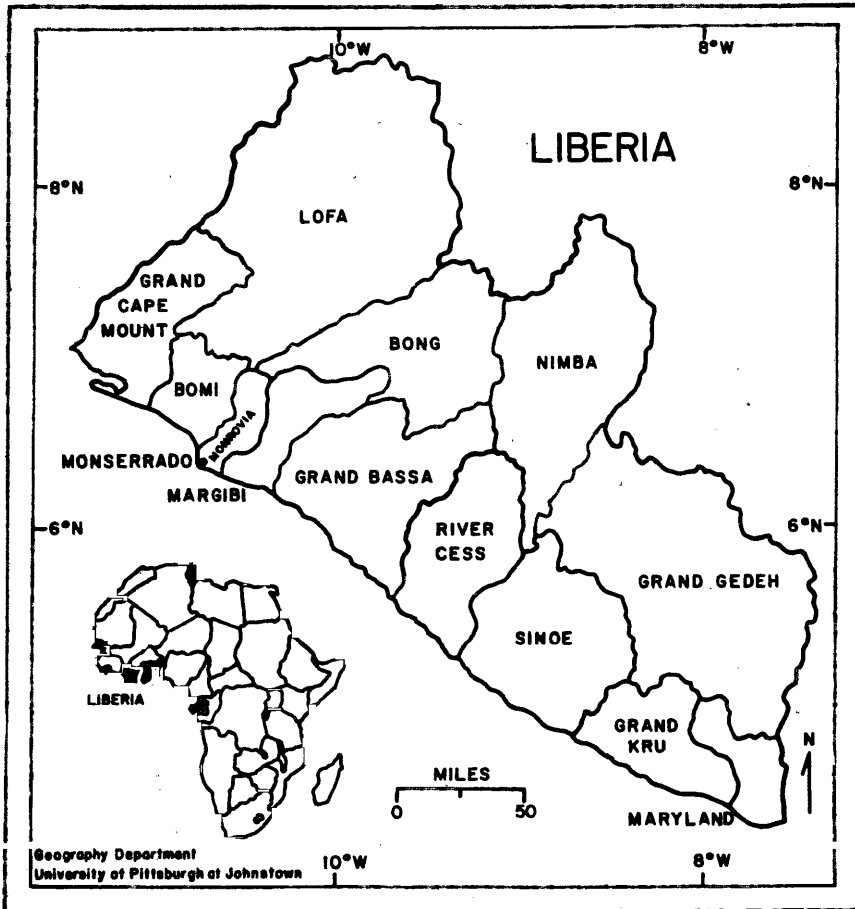 10°W
8°W
LIBERIA
8°N
8°N
LOFA
GRAND
CAPE
MOUNT
BONG
NIMBA
BOMI
MONROVIA
MONSERRADO
MARGIBI
GRAND BASSA
6°N
RIVER
CESS
6°N
GRAND GEDEH
SINOE
LIBERIA
GRAND
KRU
N
MILES
0
50
MARYLAND
Geography Department
University of Pittsburgh at Johnstown
10°W
8°W